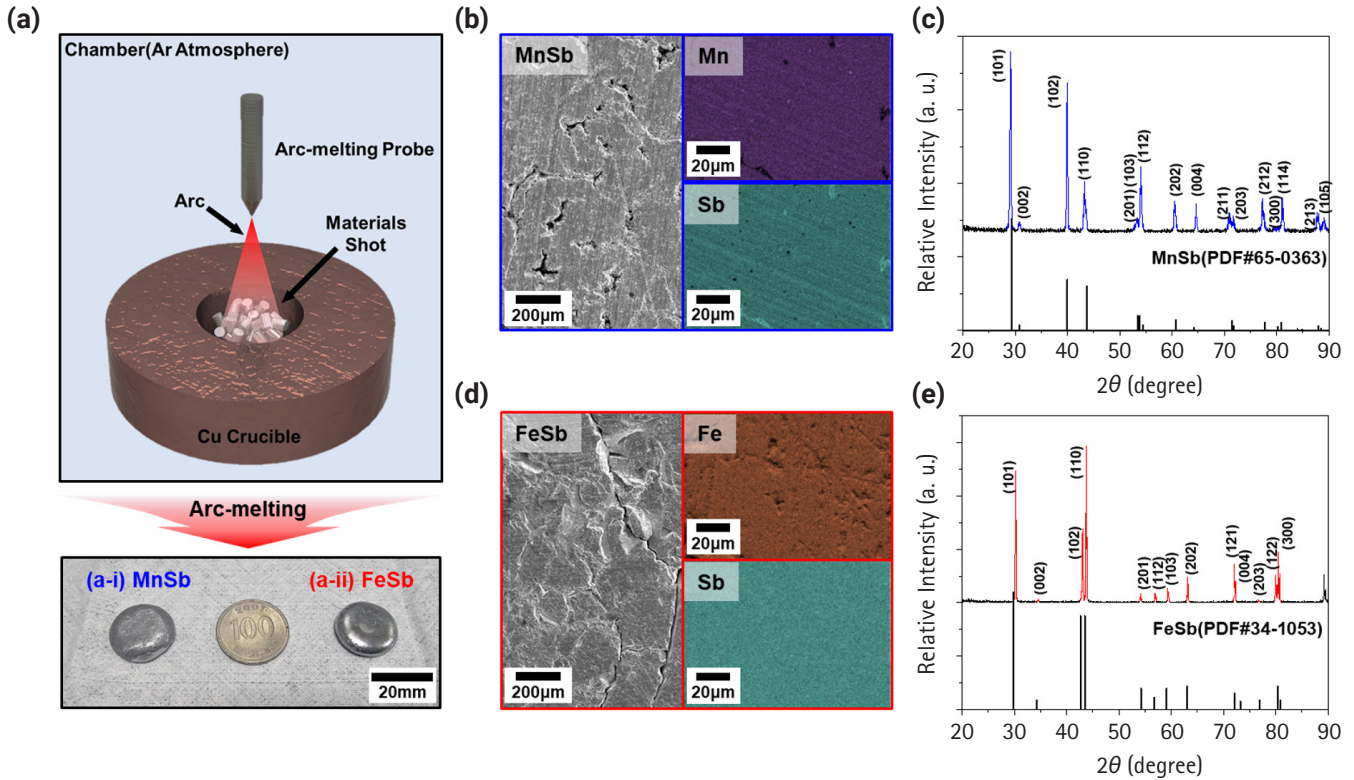 (a)
Chamber(Ar Atmosphere)
Arc-melting Probe
Arc
Materials
Shot
Cu Crucible
Arc-melting
(a-i) MnSb
(a-ii) FeSb
100
20mm
(b)
MnSb
200μm
Mn
20μm
Sb
20μm
(c)
Relative Intensity (a. u.)
(101)
(002)
(102)
(110)
(201)
(103)
(112)
(202)
(004)
(211)
(203)
(212)
(300)
(114)
(213)
(105)
MnSb(PDF#65-0363)
20 30 40 50 60 70 80 90
2θ (degree)
(d)
FeSb
200μm
Fe
20μm
Sb
20μm
(e)
Relative Intensity (a. u.)
(101)
(002)
(102)
(110)
(201)
(112)
(103)
(202)
(121)
(004)
(203)
(122)
(300)
FeSb(PDF#34-1053)
20 30 40 50 60 70 80 90
2θ (degree)